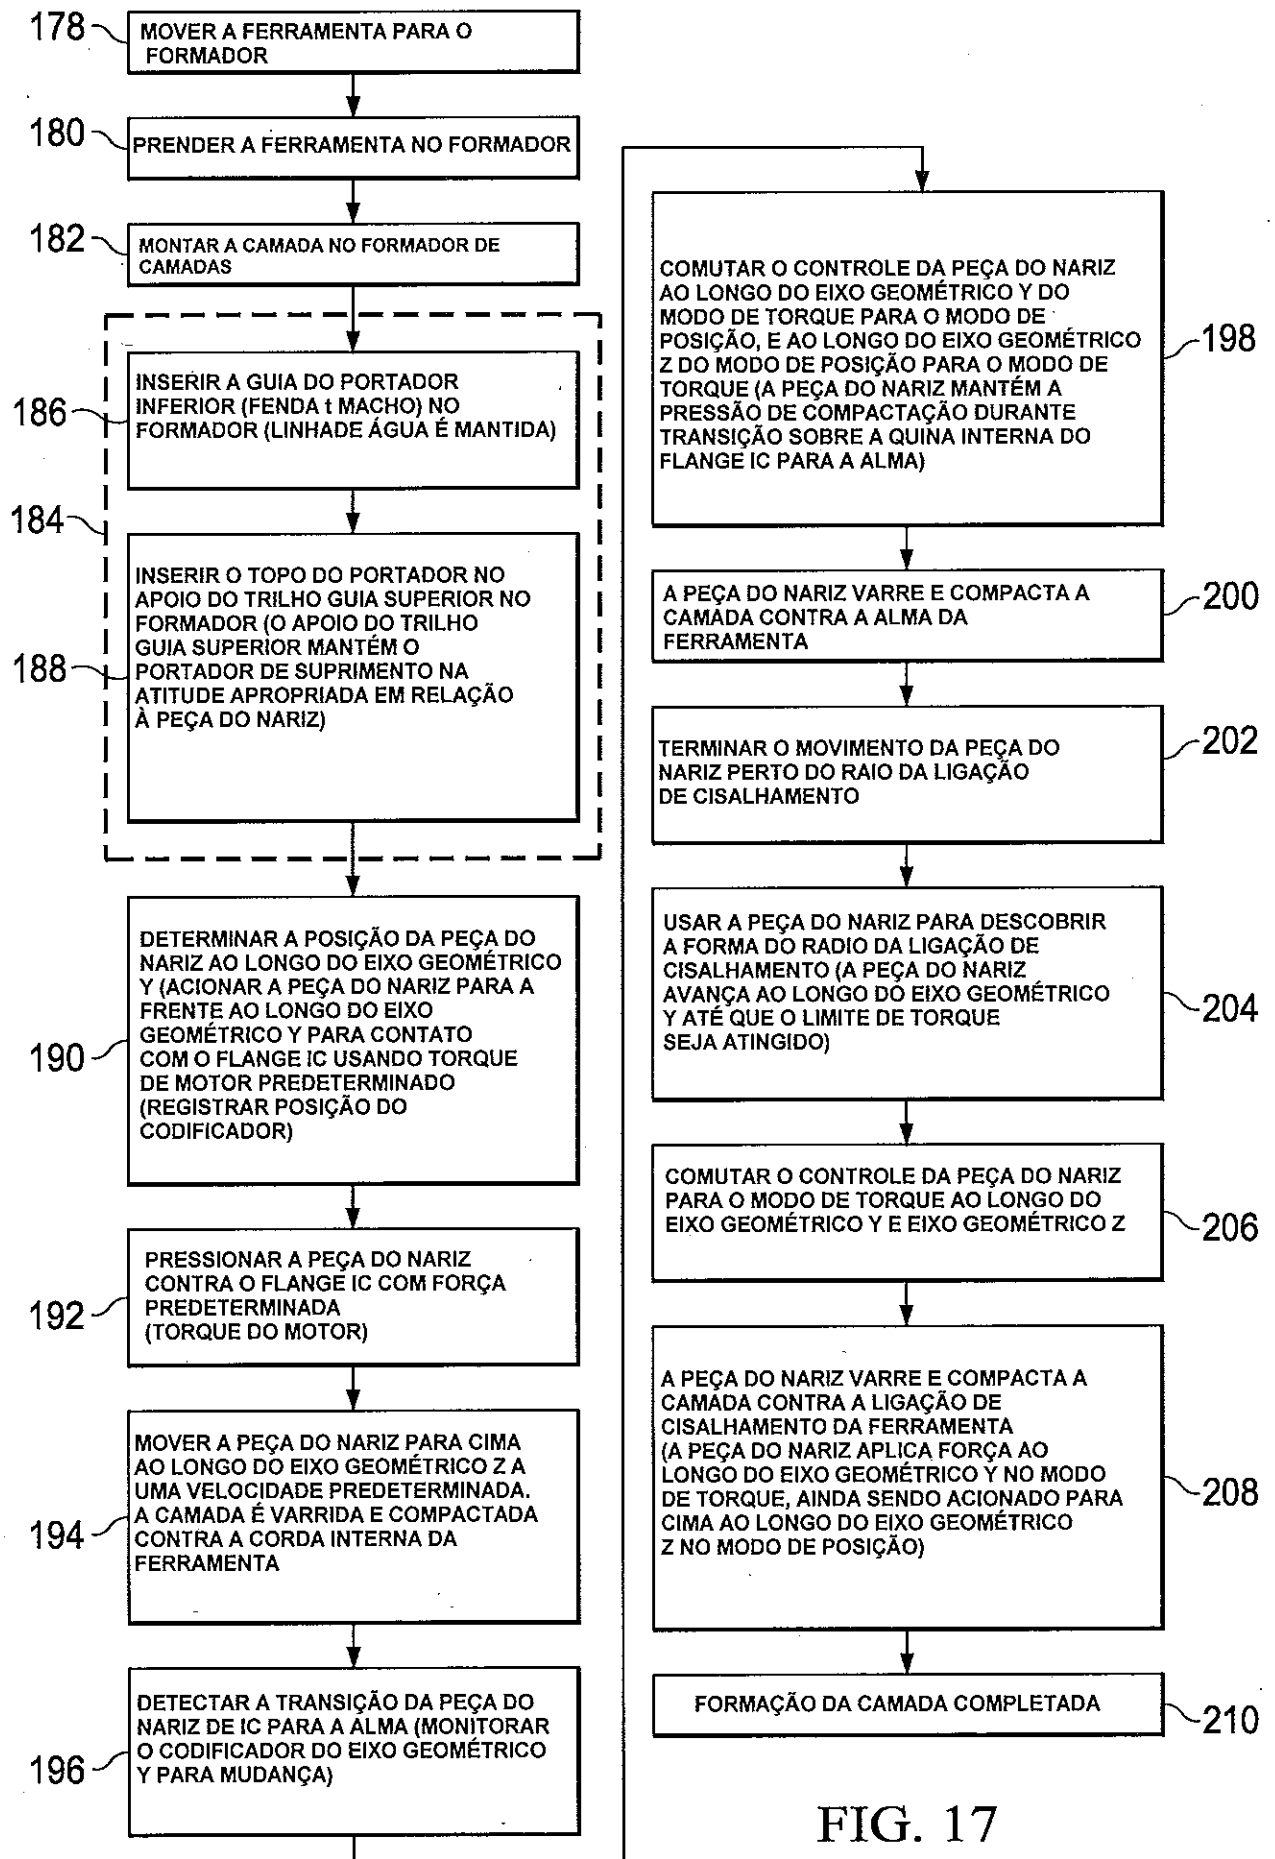 178
MOVER A FERRAMENTA PARA O
FORMADOR
180
PRENDER A FERRAMENTA NO FORMADOR
182
MONTAR A CAMADA NO FORMADOR DE
CAMADAS
184
186
INSERIR A GUIA DO PORTADOR
INFERIOR (FENDA t MACHO) NO
FORMADOR (LINHADE ÁGUA É MANTIDA)
188
INSERIR O TOPO DO PORTADOR NO
APOIO DO TRILHO GUIA SUPERIOR NO
FORMADOR (O APOIO DO TRILHO
GUIA SUPERIOR MANTÉM O
PORTADOR DE SUPRIMENTO NA
ATITUDE APROPRIADA EM RELAÇÃO
À PEÇA DO NARIZ)
190
DETERMINAR A POSIÇÃO DA PEÇA DO
NARIZ AO LONGO DO EIXO GEOMÉTRICO
Y (ACIONAR A PEÇA DO NARIZ PARA A
FRENTE AO LONGO DO EIXO
GEOMÉTRICO Y PARA CONTATO
COM O FLANGE IC USANDO TORQUE
DE MOTOR PREDETERMINADO
(REGISTRAR POSIÇÃO DO
CODIFICADOR)
192
PRESSIONAR A PEÇA DO NARIZ
CONTRA O FLANGE IC COM FORÇA
PREDETERMINADA
(TORQUE DO MOTOR)
194
MOVER A PEÇA DO NARIZ PARA CIMA
AO LONGO DO EIXO GEOMÉTRICO Z A
UMA VELOCIDADE PREDETERMINADA.
A CAMADA É VARRIDA E COMPACTADA
CONTRA A CORDA INTERNA DA
FERRAMENTA
196
DETECTAR A TRANSIÇÃO DA PEÇA DO
NARIZ DE IC PARA A ALMA (MONITORAR
O CODIFICADOR DO EIXO GEOMÉTRICO
Y PARA MUDANÇA)
COMUTAR O CONTROLE DA PEÇA DO NARIZ
AO LONGO DO EIXO GEOMÉTRICO Y DO
MODO DE TORQUE PARA O MODO DE
POSIÇÃO, E AO LONGO DO EIXO GEOMÉTRICO
Z DO MODO DE POSIÇÃO PARA O MODO DE
TORQUE (A PEÇA DO NARIZ MANTÉM A
PRESSÃO DE COMPACTAÇÃO DURANTE
TRANSIÇÃO SOBRE A QUINA INTERNA DO
FLANGE IC PARA A ALMA)
198
A PEÇA DO NARIZ VARRE E COMPACTA A
CAMADA CONTRA A ALMA DA
FERRAMENTA
200
TERMINAR O MOVIMENTO DA PEÇA DO
NARIZ PERTO DO RAIO DA LIGAÇÃO
DE CISALHAMENTO
202
USAR A PEÇA DO NARIZ PARA DESCOBRIR
A FORMA DO RADIO DA LIGAÇÃO DE
CISALHAMENTO (A PEÇA DO NARIZ
AVANÇA AO LONGO DO EIXO GEOMÉTRICO
Y ATÉ QUE O LIMITE DE TORQUE
SEJA ATINGIDO)
204
COMUTAR O CONTROLE DA PEÇA DO NARIZ
PARA O MODO DE TORQUE AO LONGO DO
EIXO GEOMÉTRICO Y E EIXO GEOMÉTRICO Z
206
A PEÇA DO NARIZ VARRE E COMPACTA A
CAMADA CONTRA A LIGAÇÃO DE
CISALHAMENTO DA FERRAMENTA
(A PEÇA DO NARIZ APLICA FORÇA AO
LONGO DO EIXO GEOMÉTRICO Y NO MODO
DE TORQUE, AINDA SENDO ACIONADO PARA
CIMA AO LONGO DO EIXO GEOMÉTRICO
Z NO MODO DE POSIÇÃO)
208
FORMAÇÃO DA CAMADA COMPLETADA
210
FIG. 17